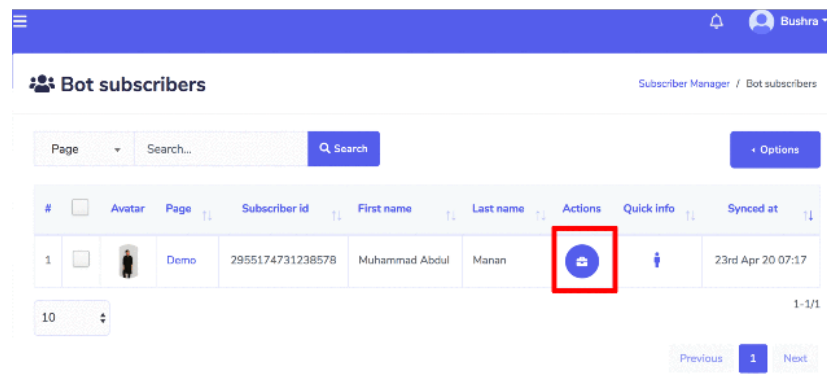 Bushra
Bot subscribers
Subscriber Manager / Bot subscribers
Page Search... Search Options
# Avatar Page Subscriber id First name Last name Actions Quick info Synced at
1 Demo 2955174731238578 Muhammad Abdul Manan 23rd Apr 20 07:17
10 1-1/1
Previous 1 Next